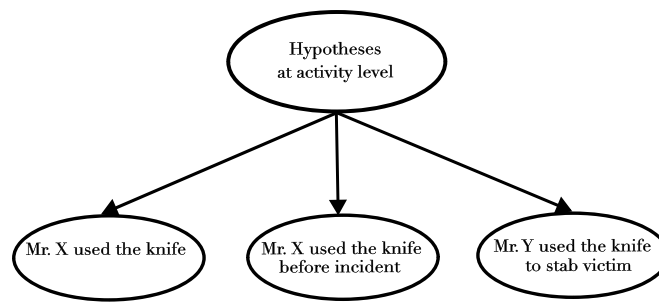 Hypotheses
at activity level
Mr. X used the knife
Mr. X used the knife
before incident
Mr. Y used the knife
to stab victim